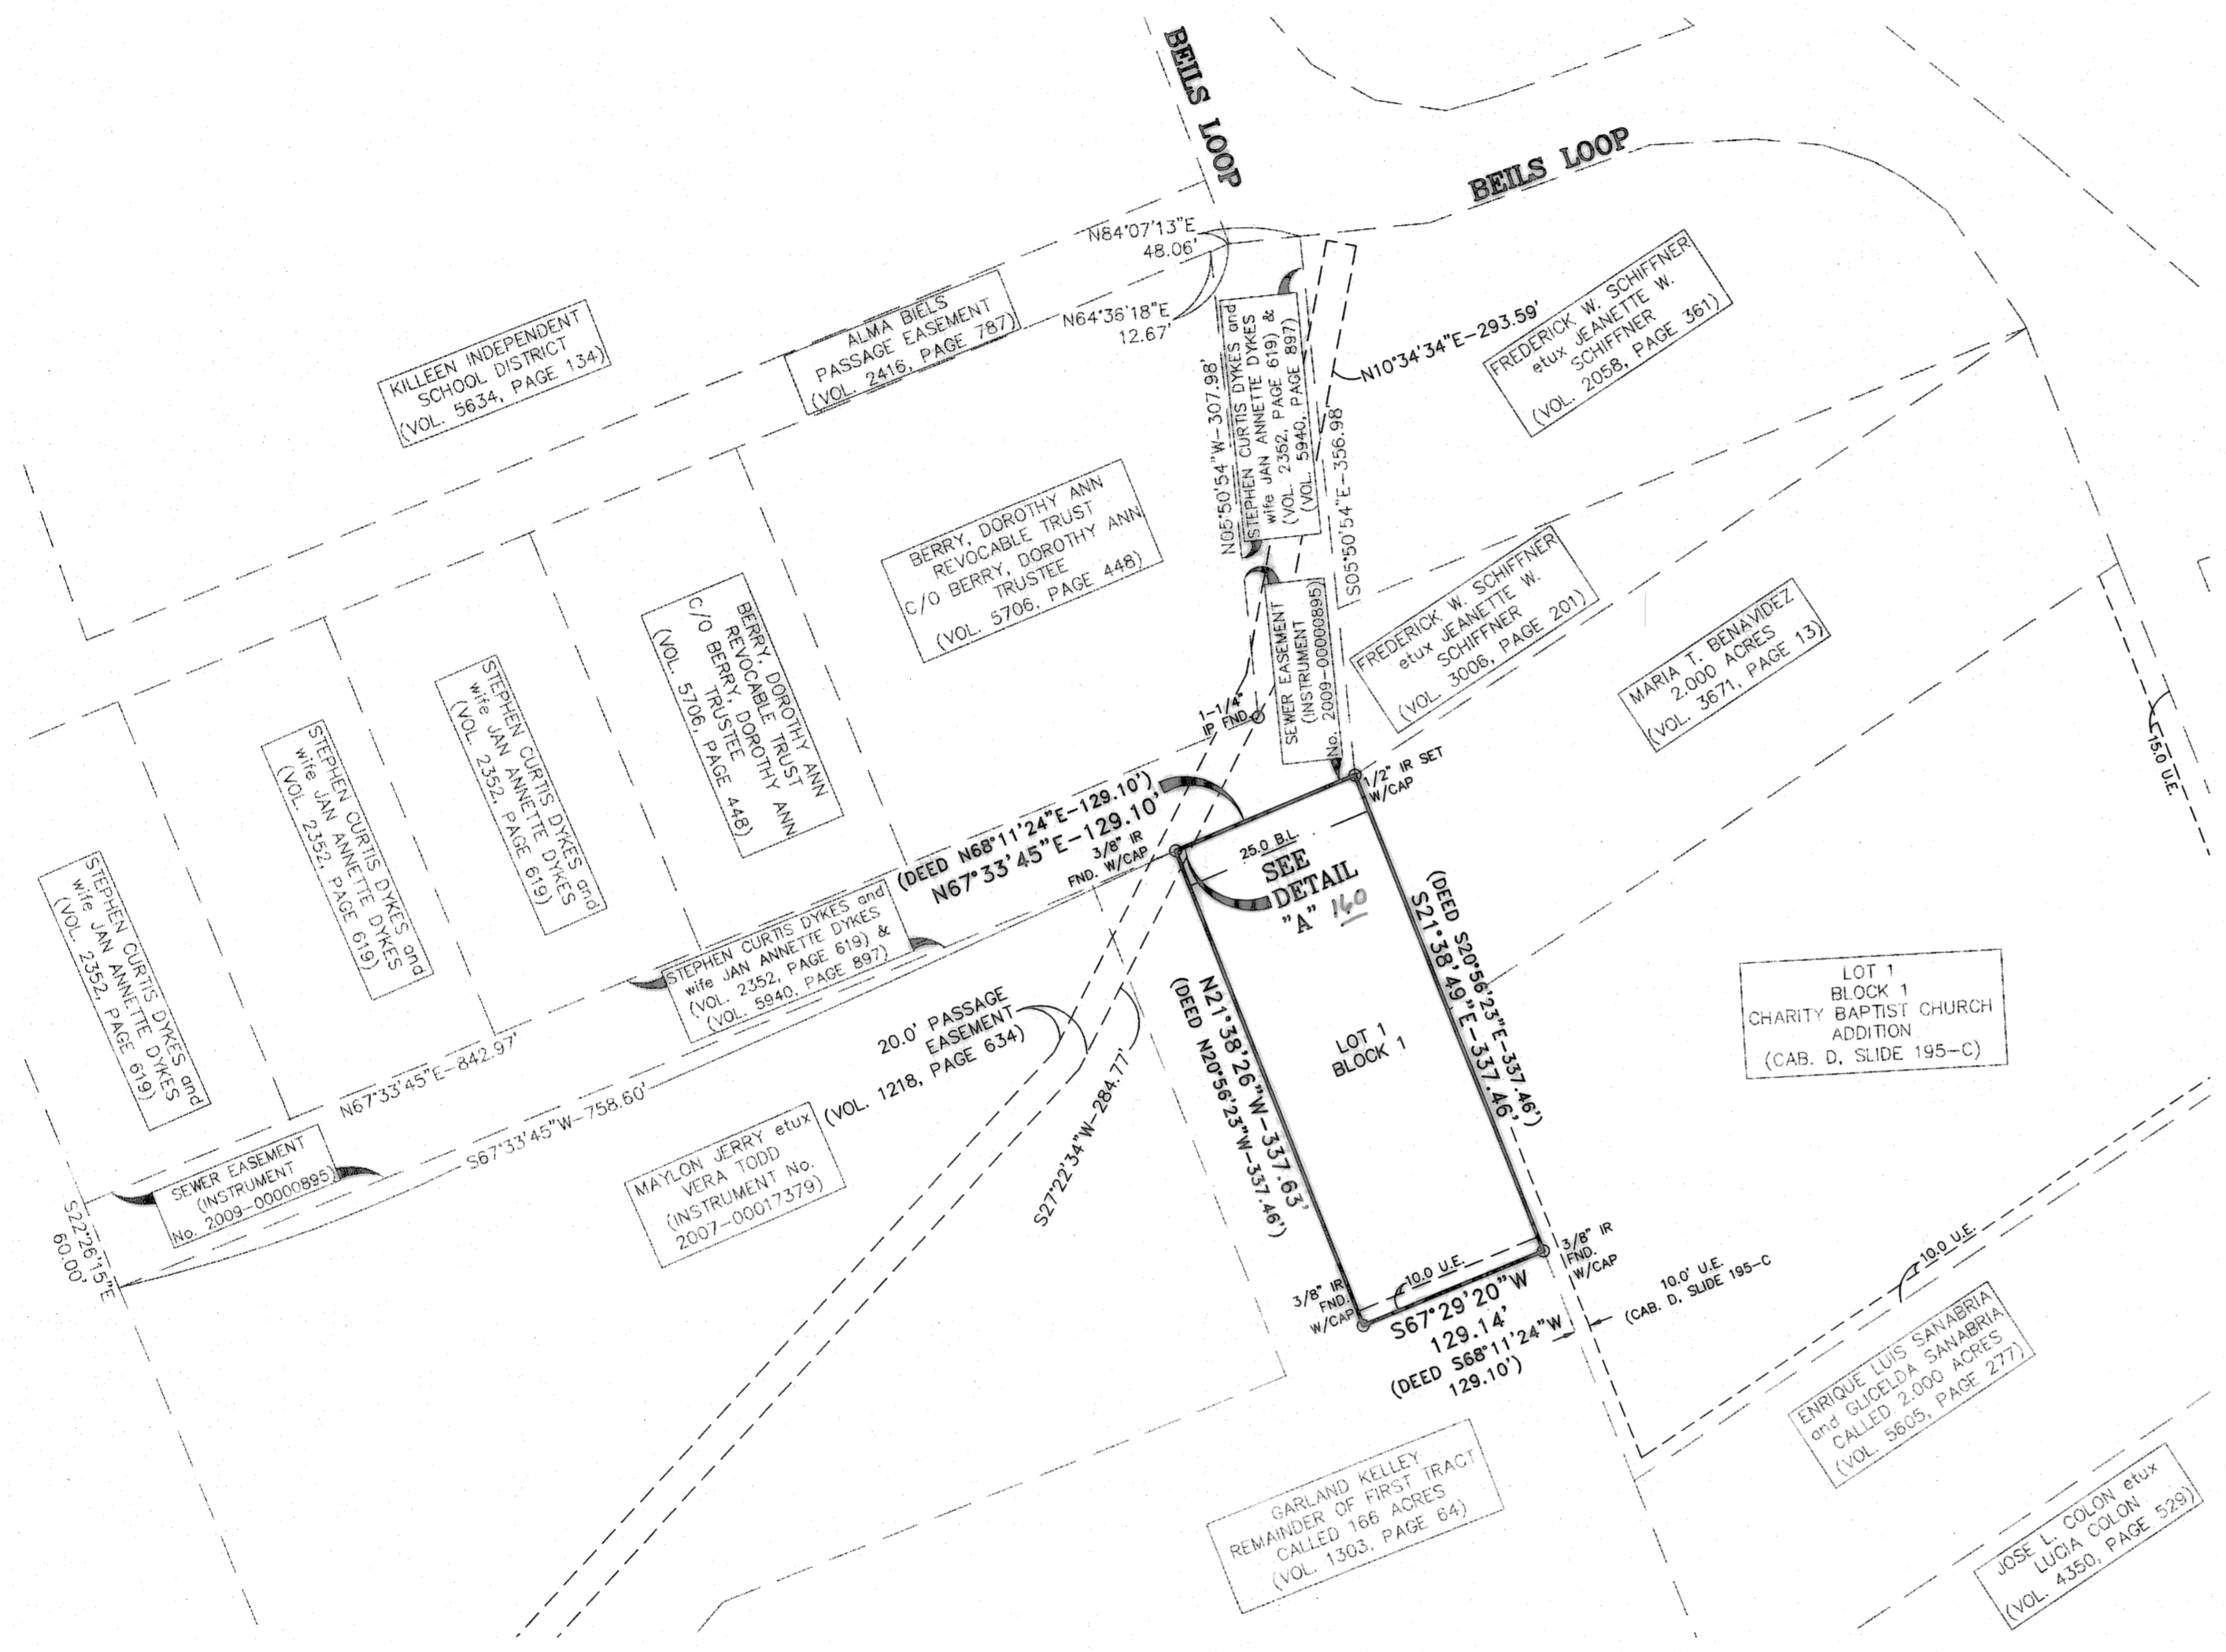 BEILS LOOP
BEILS LOOP
N84°07'13"E
48.06'
N64°36'18"E
12.67'
KILLEEN INDEPENDENT
SCHOOL DISTRICT
(VOL. 5634, PAGE 134)
ALMA BIELS
PASSAGE EASEMENT
(VOL. 2416, PAGE 787)
N05°50'54"W-307.98'
STEPHEN CURTIS DYKES and
wife JAN ANNETTE DYKES
(VOL. 2352, PAGE 619) &
(VOL. 5940, PAGE 897)
S05°50'54"E-356.98'
N10°34'34"E-293.59'
FREDERICK W. SCHIFFNER
etux JEANETTE W.
SCHIFFNER
(VOL. 2058, PAGE 361)
BERRY, DOROTHY ANN
REVOCABLE TRUST
C/O BERRY, DOROTHY ANN
TRUSTEE
(VOL. 5706, PAGE 448)
BERRY, DOROTHY ANN
REVOCABLE TRUST
C/O BERRY, DOROTHY ANN
TRUSTEE
(VOL. 5706, PAGE 448)
STEPHEN CURTIS DYKES and
wife JAN ANNETTE DYKES
(VOL. 2352, PAGE 619)
STEPHEN CURTIS DYKES and
wife JAN ANNETTE DYKES
(VOL. 2352, PAGE 619)
STEPHEN CURTIS DYKES and
wife JAN ANNETTE DYKES
(VOL. 2352, PAGE 619)
SEWER EASEMENT
(INSTRUMENT
No. 2009-00000895)
FREDERICK W. SCHIFFNER
etux JEANETTE W.
SCHIFFNER
(VOL. 3006, PAGE 201)
MARIA T. BENAVIDEZ
2.000 ACRES
(VOL. 3671, PAGE 13)
15.0 U.E.
1-1/4"
IP FND.
1/2" IR SET
W/CAP
(DEED N68°11'24"E-129.10')
N67°33'45"E-129.10'
3/8" IR
FND. W/CAP
25.0 B.L.
SEE
DETAIL
"A" 160
(DEED S20°56'23"E-337.46')
S21°38'49"E-337.46'
N21°38'26"W-337.63'
(DEED N20°56'23"W-337.46')
LOT 1
BLOCK 1
STEPHEN CURTIS DYKES and
wife JAN ANNETTE DYKES
(VOL. 2352, PAGE 619) &
(VOL. 5940, PAGE 897)
20.0' PASSAGE
EASEMENT
(VOL. 1218, PAGE 634)
S27°22'34"W-284.77'
N67°33'45"E-842.97'
S67°33'45"W-758.60'
MAYLON JERRY etux
VERA TODD
(INSTRUMENT No.
2007-00017379)
SEWER EASEMENT
(INSTRUMENT
No. 2009-00000895)
S22°26'15"E
60.00'
LOT 1
BLOCK 1
CHARITY BAPTIST CHURCH
ADDITION
(CAB. D, SLIDE 195-C)
10.0 U.E.
3/8" IR
FND.
W/CAP
3/8" IR
FND.
W/CAP
S67°29'20"W
129.14'
(DEED S68°11'24"W
129.10')
10.0' U.E.
(CAB. D, SLIDE 195-C
10.0 U.E.
ENRIQUE LUIS SANABRIA
and GLICELDA SANABRIA
CALLED 2.000 ACRES
(VOL. 5605, PAGE 277)
GARLAND KELLEY
REMAINDER OF FIRST TRACT
CALLED 166 ACRES
(VOL. 1303, PAGE 64)
JOSE L. COLON etux
LUCIA COLON
(VOL. 4350, PAGE 529)